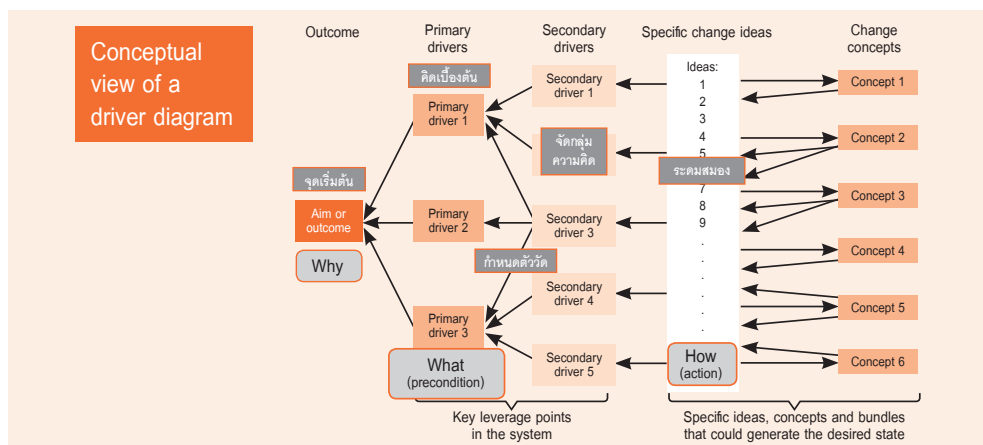 Conceptual
view of a
driver diagram
Outcome
Primary
drivers
Secondary
drivers
Specific change ideas
Change
concepts
คิดเบื้องต้น
Primary
driver 1
จุดเริ่มต้น
Aim or
outcome
Why
Primary
driver 2
Primary
driver 3
What
(precondition)
Secondary
driver 1
จัดกลุ่ม
ความคิด
Secondary
driver 3
กำหนดตัววัด
Secondary
driver 4
Secondary
driver 5
Ideas:
1
2
3
4
5
ระดมสมอง
7
8
9
.
.
.
.
.
.
How
(action)
Concept 1
Concept 2
Concept 3
Concept 4
Concept 5
Concept 6
Key leverage points
in the system
Specific ideas, concepts and bundles
that could generate the desired state